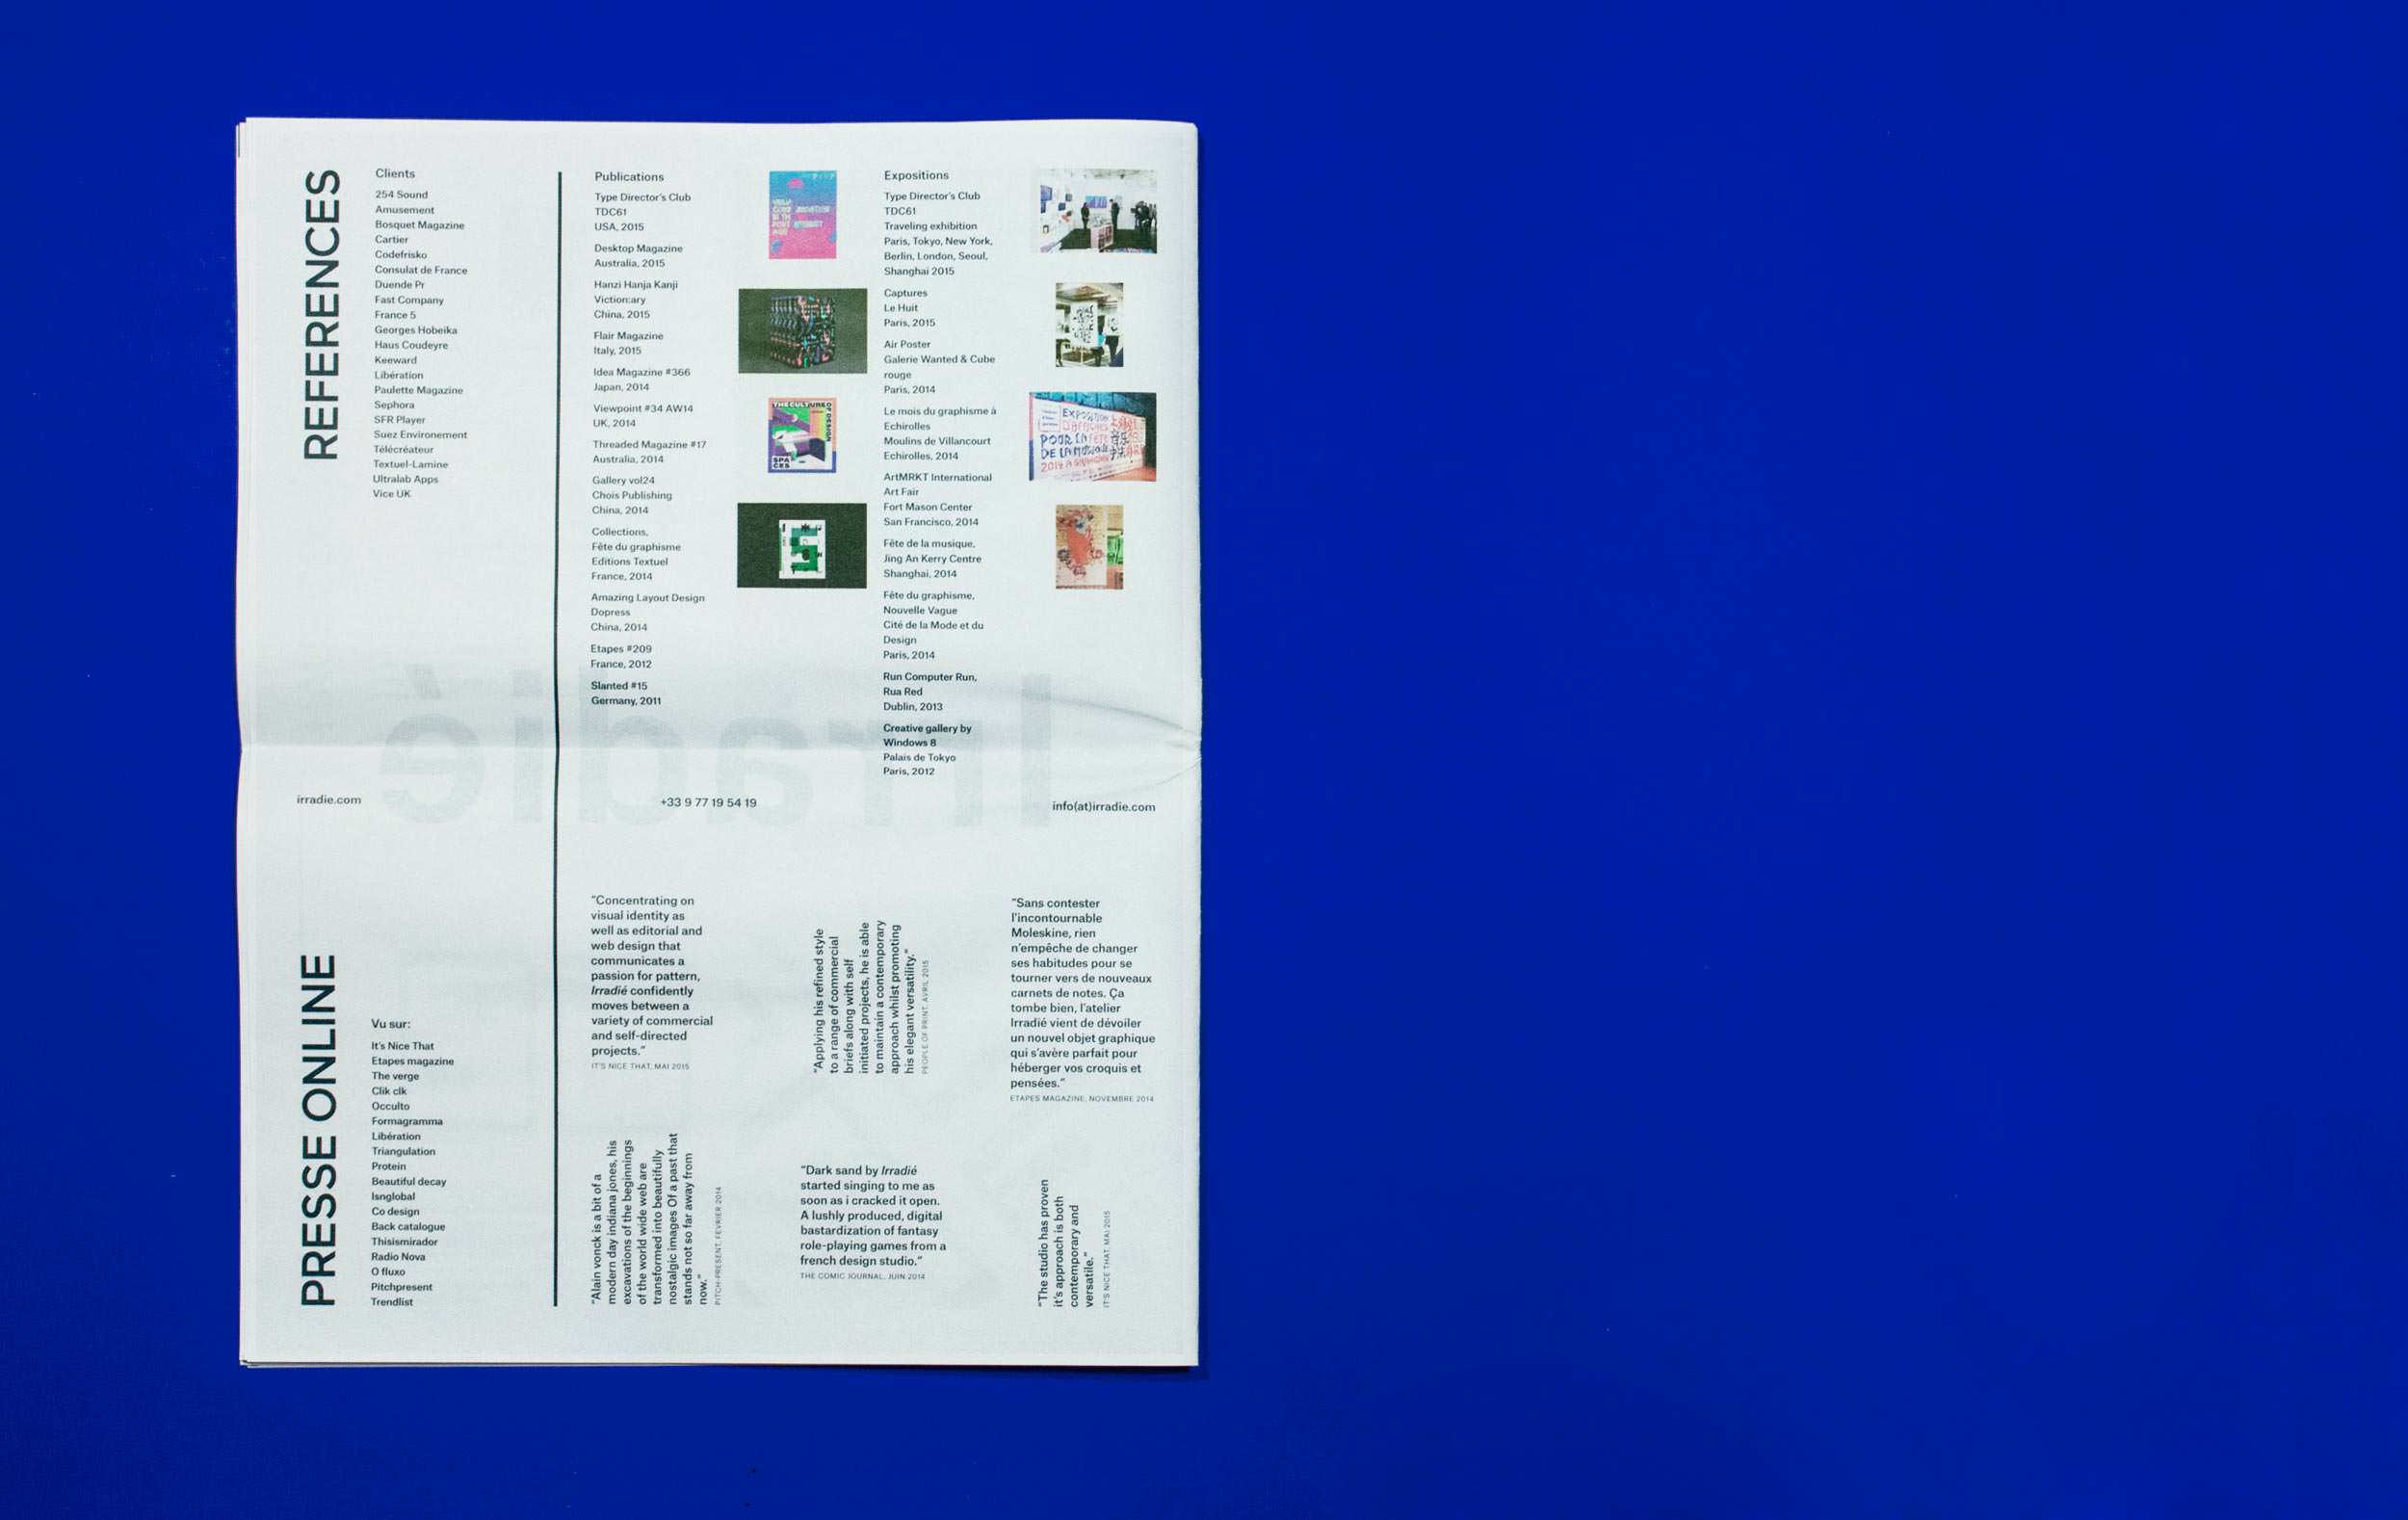 REFERENCES
Clients
254 Sound
Amusement
Bosquet Magazine
Cartier
Codefrisko
Consulat de France
Duende Pr
Fast Company
France 5
Georges Hobeika
Haus Coudeyre
Keeward
Libération
Paulette Magazine
Sephora
SFR Player
Suez Environement
Télécréateur
Textuel-Lamine
Ultralab Apps
Vice UK
Publications
Type Director's Club
TDC61
USA, 2015
Desktop Magazine
Australia, 2015
Hanzi Hanja Kanji
Viction:ary
China, 2015
Flair Magazine
Italy, 2015
Idea Magazine #366
Japan, 2014
Viewpoint #34 AW14
UK, 2014
Threaded Magazine #17
Australia, 2014
Gallery vol24
Chois Publishing
China, 2014
Collections,
Fête du graphisme
Editions Textuel
France, 2014
Amazing Layout Design
Dopress
China, 2014
Etapes #209
France, 2012
Slanted #15
Germany, 2011
THE CULTURE OF DESIGN
SPA
CES
Expositions
Type Director's Club
TDC61
Traveling exhibition
Paris, Tokyo, New York,
Berlin, London, Seoul,
Shanghai 2015
Captures
Le Huit
Paris, 2015
Air Poster
Galerie Wanted & Cube
rouge
Paris, 2014
Le mois du graphisme à
Echirolles
Moulins de Villancourt
Echirolles, 2014
ArtMRKT International
Art Fair
Fort Mason Center
San Francisco, 2014
Fête de la musique,
Jing An Kerry Centre
Shanghai, 2014
Fête du graphisme,
Nouvelle Vague
Cité de la Mode et du
Design
Paris, 2014
Run Computer Run,
Rua Red
Dublin, 2013
Creative gallery by
Windows 8
Palais de Tokyo
Paris, 2012
EXPOSITION
D'AFFICHES
POUR LA FÊTE
DE LA MUSIQUE
2014 À SHANGHAI
Irradié
irradie.com
+33 9 77 19 54 19
info(at)irradie.com
PRESSE ONLINE
Vu sur:
It's Nice That
Etapes magazine
The verge
Clik clk
Occulto
Formagramma
Libération
Triangulation
Protein
Beautiful decay
Isnglobal
Co design
Back catalogue
Thisismirador
Radio Nova
O fluxo
Pitchpresent
Trendlist
"Concentrating on
visual identity as
well as editorial and
web design that
communicates a
passion for pattern,
Irradié confidently
moves between a
variety of commercial
and self-directed
projects."
IT'S NICE THAT, MAI 2015
"Applying his refined style
to a range of commercial
briefs along with self
initiated projects, he is able
to maintain a contemporary
approach whilst promoting
his elegant versatility."
PEOPLE OF PRINT, AVRIL 2015
"Sans contester
l'incontournable
Moleskine, rien
n'empêche de changer
ses habitudes pour se
tourner vers de nouveaux
carnets de notes. Ça
tombe bien, l'atelier
Irradié vient de dévoiler
un nouvel objet graphique
qui s'avère parfait pour
héberger vos croquis et
pensées."
ETAPES MAGAZINE, NOVEMBRE 2014
"Alain vonck is a bit of a
modern day indiana jones, his
excavations of the beginnings
of the world wide web are
transformed into beautifully
nostalgic images Of a past that
stands not so far away from
now."
PITCH-PRESENT, FEVRIER 2014
"Dark sand by Irradié
started singing to me as
soon as i cracked it open.
A lushly produced, digital
bastardization of fantasy
role-playing games from a
french design studio."
THE COMIC JOURNAL, JUIN 2014
"The studio has proven
it's approach is both
contemporary and
versatile."
IT'S NICE THAT, MAI 2015